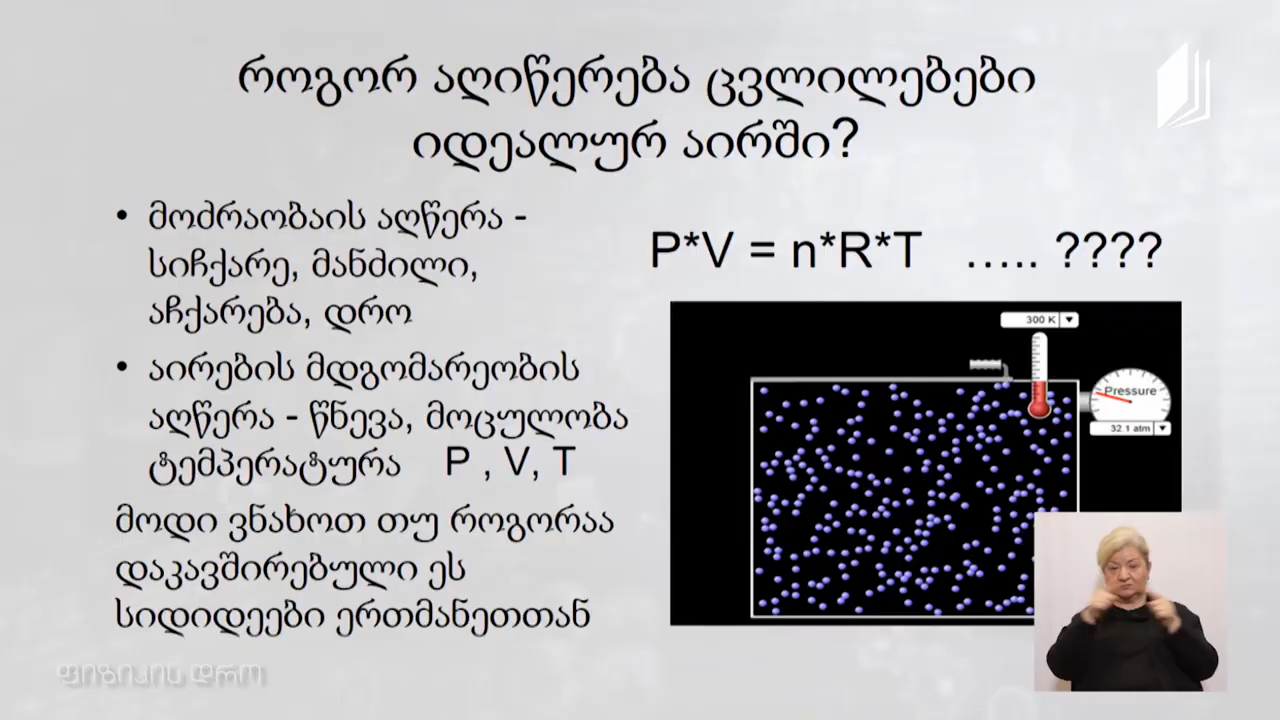 როგორ აღიწერება ცვლილებები
იდეალურ აირში?
• მოძრაობაის აღწერა -
სიჩქარე, მანძილი,
აჩქარება, დრო
• აირების მდგომარეობის
აღწერა - წნევა, მოცულობა
ტემპერატურა P , V, T
მოდი ვნახოთ თუ როგორაა
დაკავშირებული ეს
სიდიდეები ერთმანეთთან
P*V = n*R*T ….. ????
300 K
Pressure
32.1 atm
ფიზიკის დრო